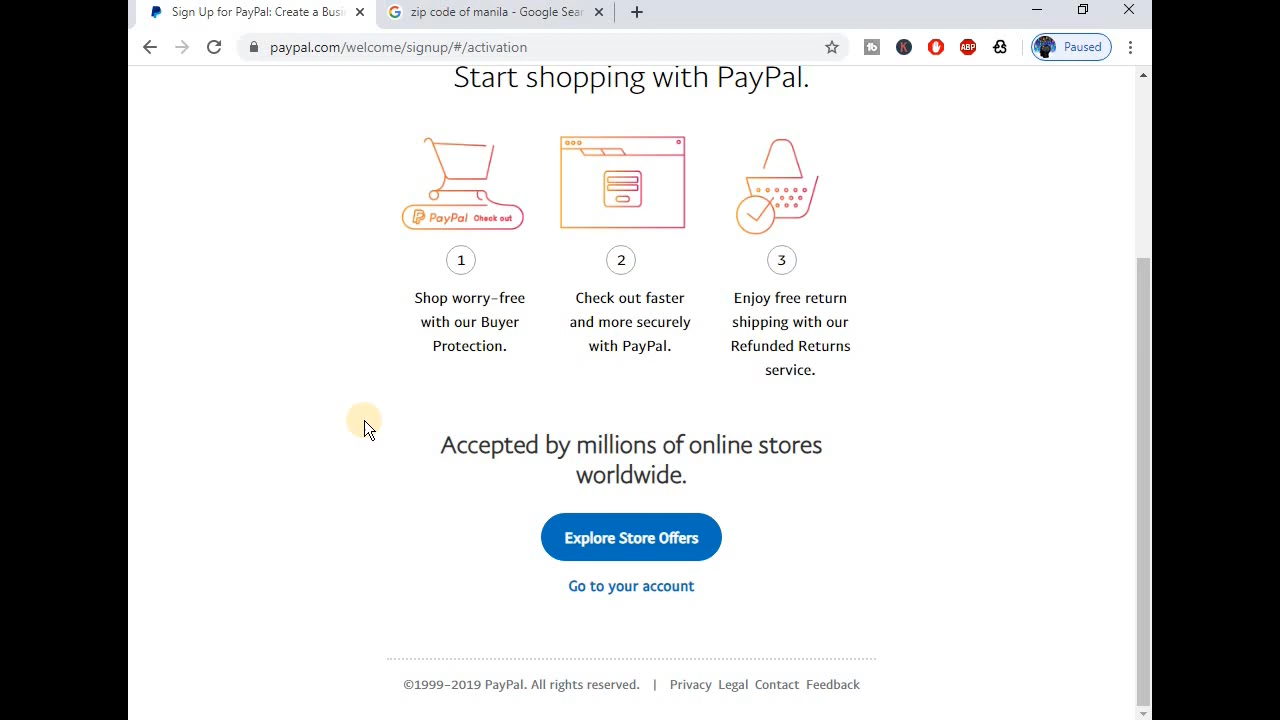 Sign Up for PayPal: Create a Busi
zip code of manila - Google Sear
paypal.com/welcome/signup/#/activation
Paused
Start shopping with PayPal.
PayPal Check out
1
2
3
Shop worry-free
with our Buyer
Protection.
Check out faster
and more securely
with PayPal.
Enjoy free return
shipping with our
Refunded Returns
service.
Accepted by millions of online stores
worldwide.
Explore Store Offers
Go to your account
©1999-2019 PayPal. All rights reserved. | Privacy Legal Contact Feedback